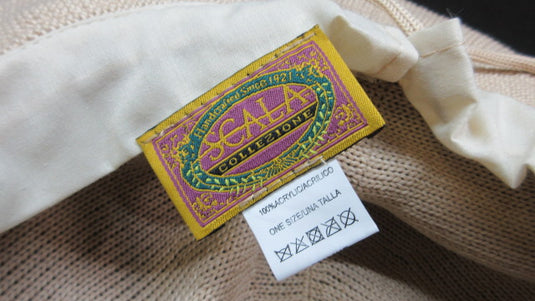 Handcrafted Since 1921
SCALA
COLLEZIONE
100%ACRYLIC/ACRILICO
ONE SIZE/UNA TALLA